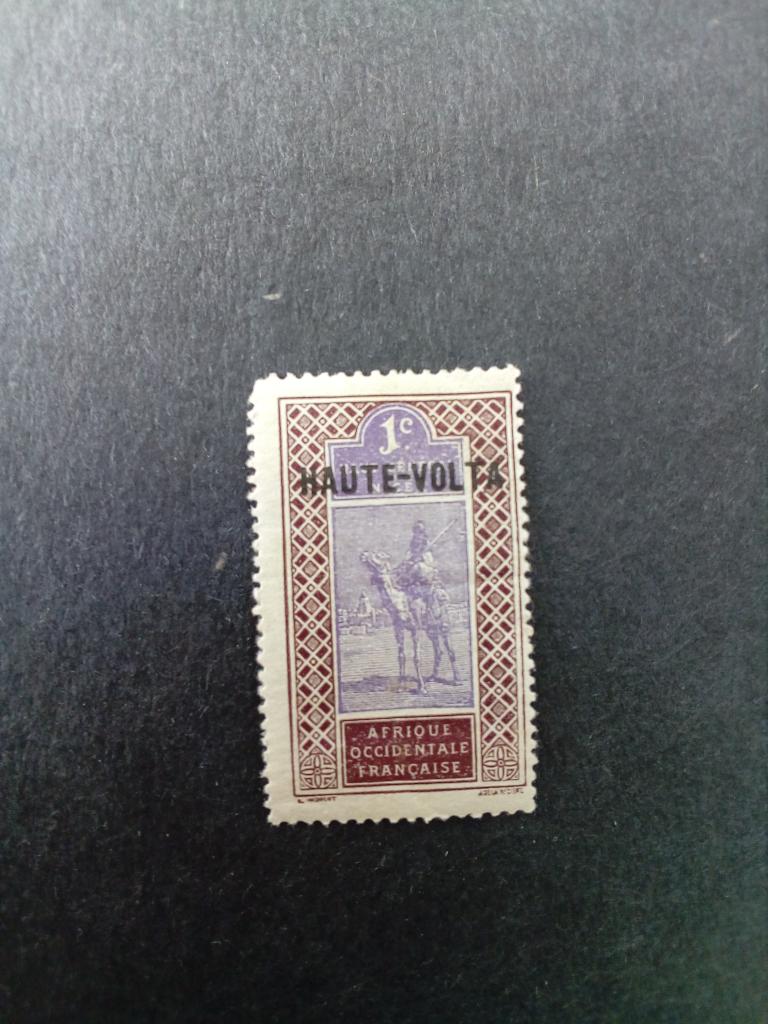 1c
HAUTE-VOLTA
AFRIQUE
OCCIDENTALE
FRANÇAISE